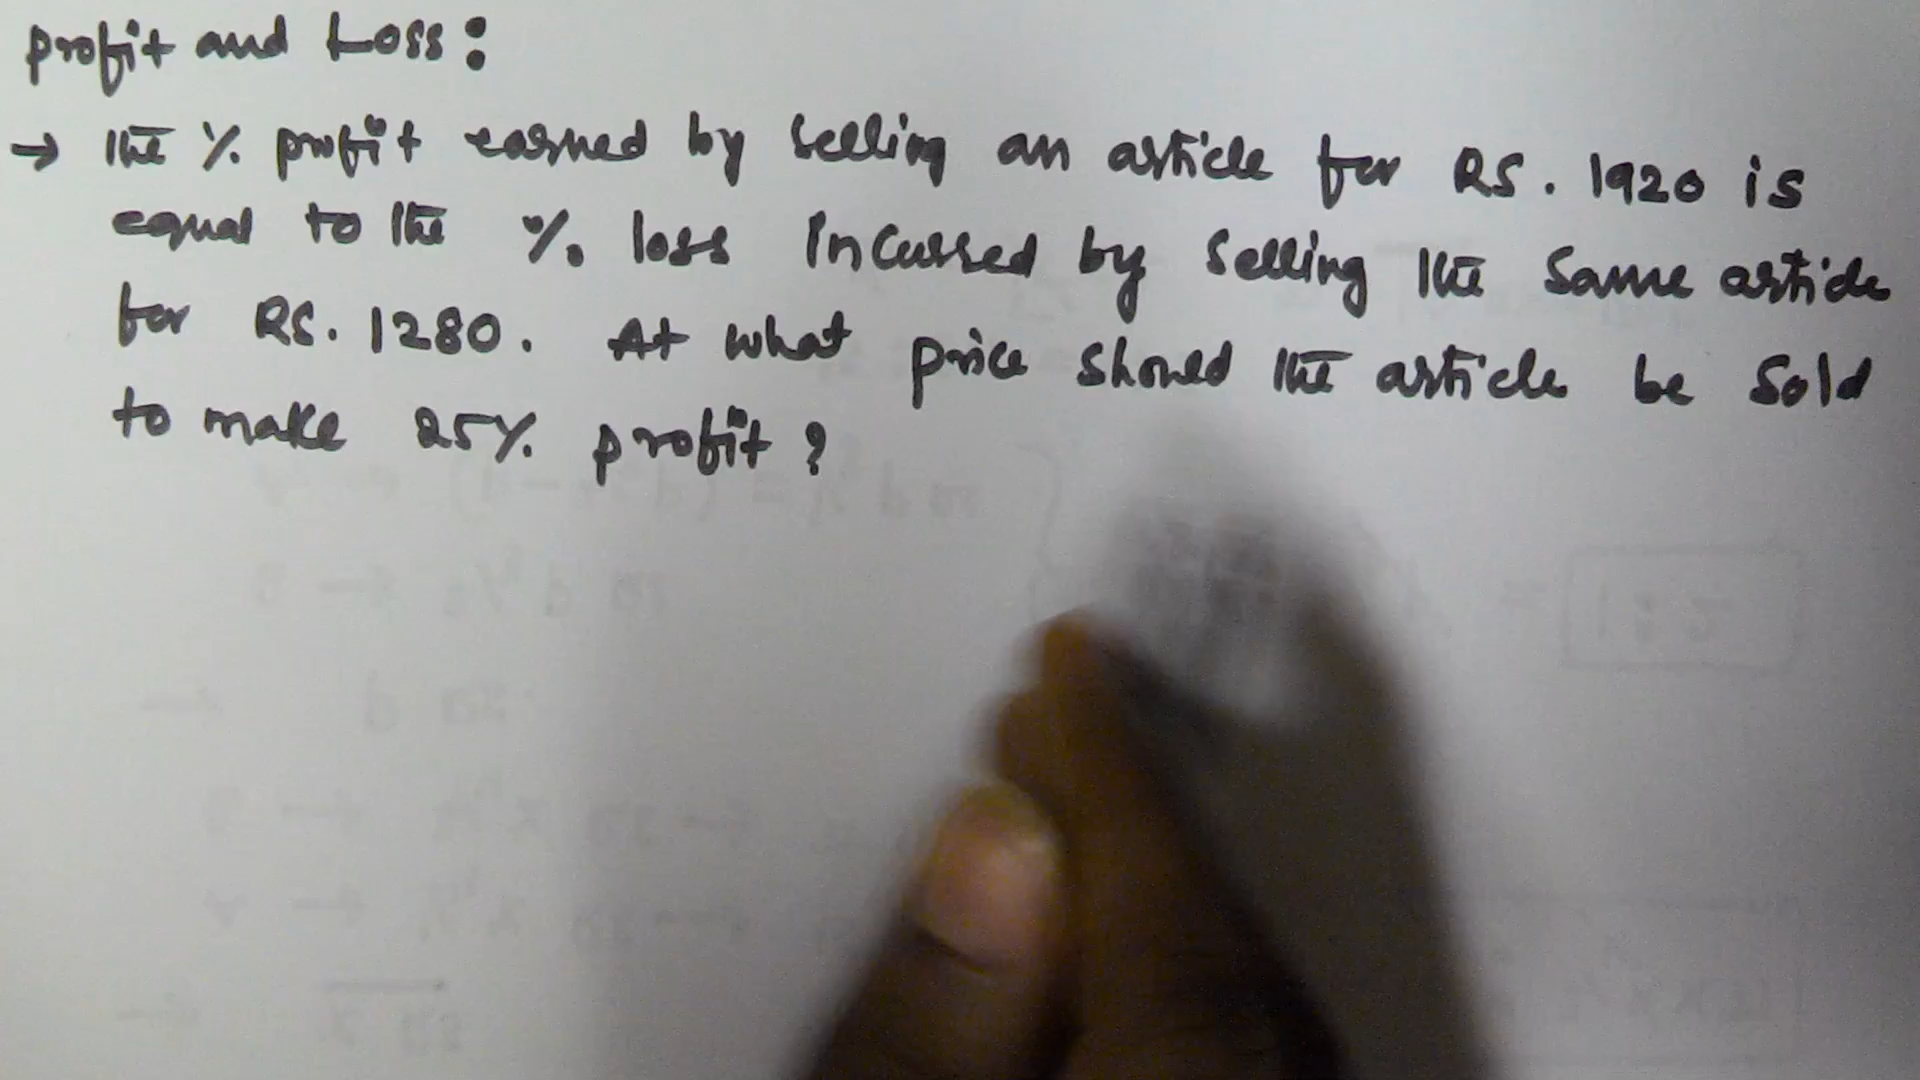 Profit and Loss:
→ The % profit earned by selling an article for RS. 1920 is
equal to the % loss incurred by selling the same article
for RS. 1280. At what price should the article be sold
to make 25% profit?